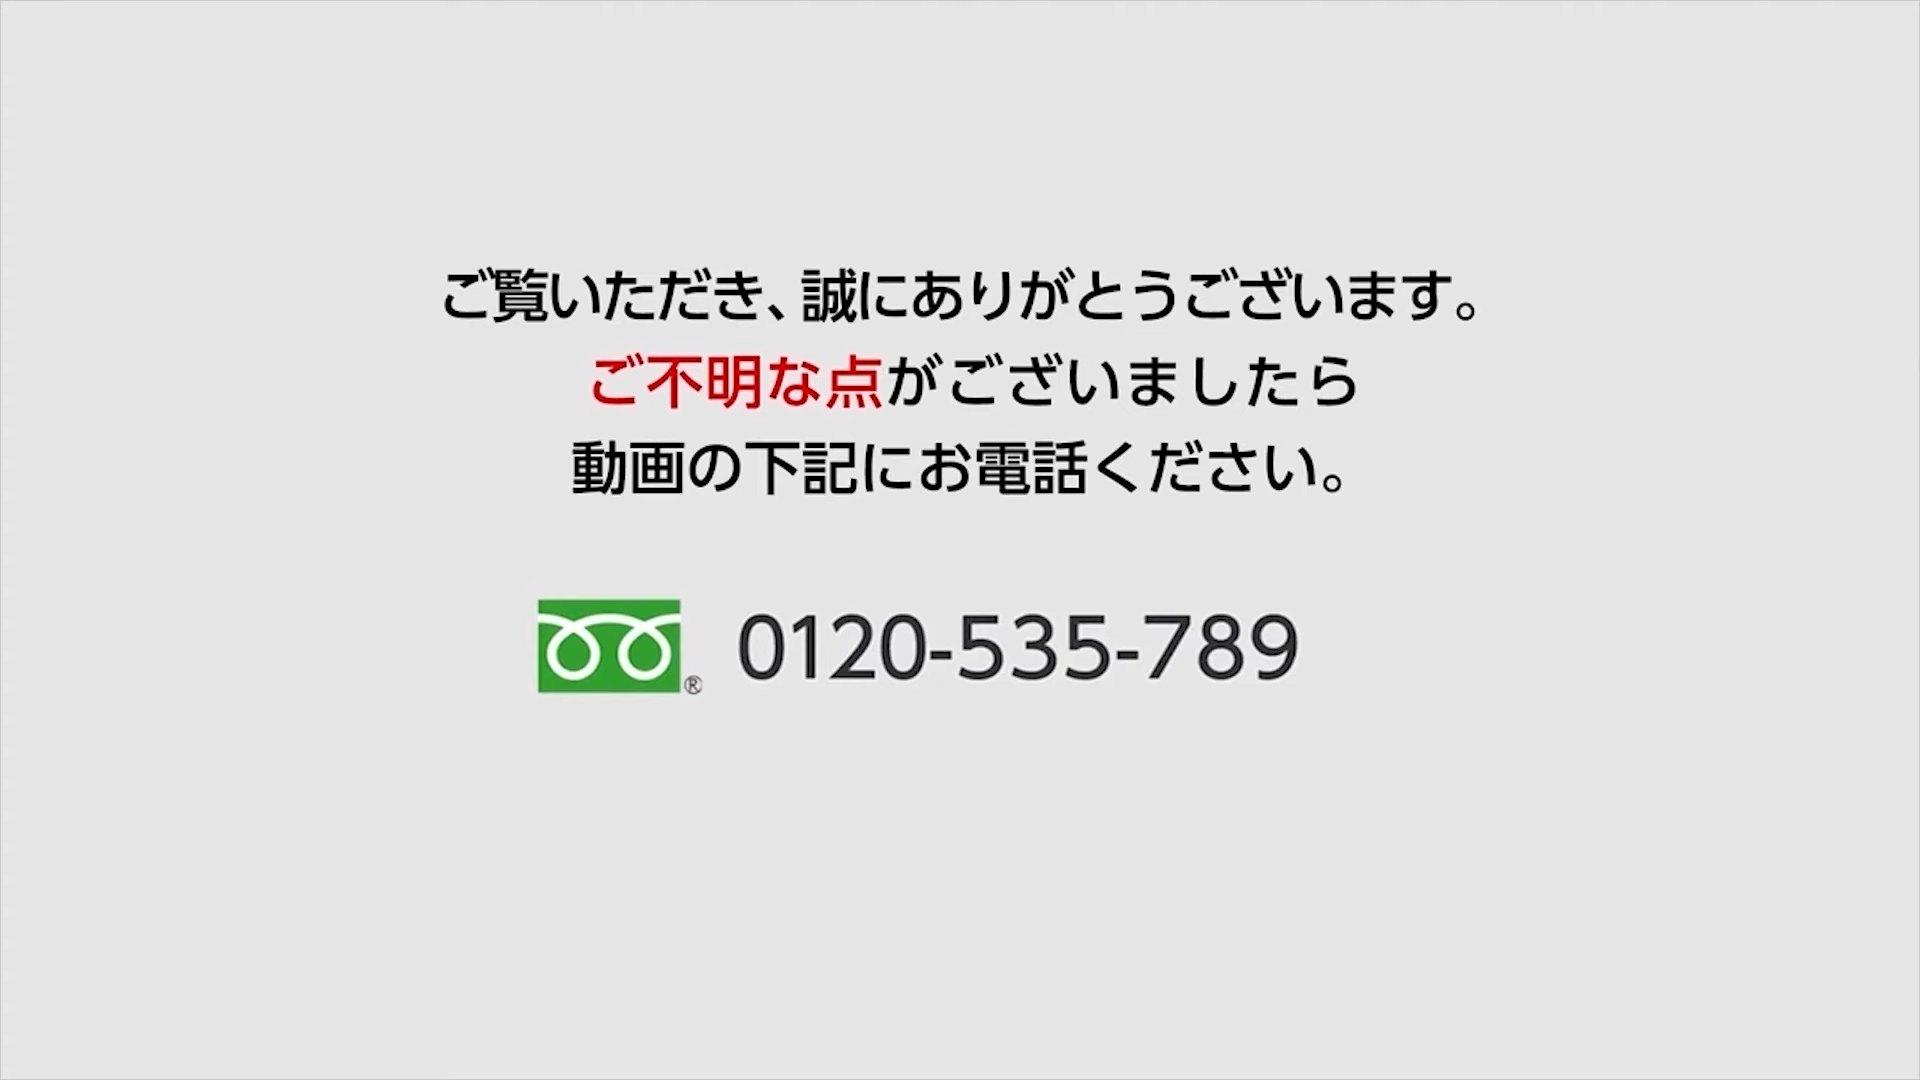 ご覧いただき、誠にありがとうございます。
ご不明な点がございましたら
動画の下記にお電話ください。
® 0120-535-789